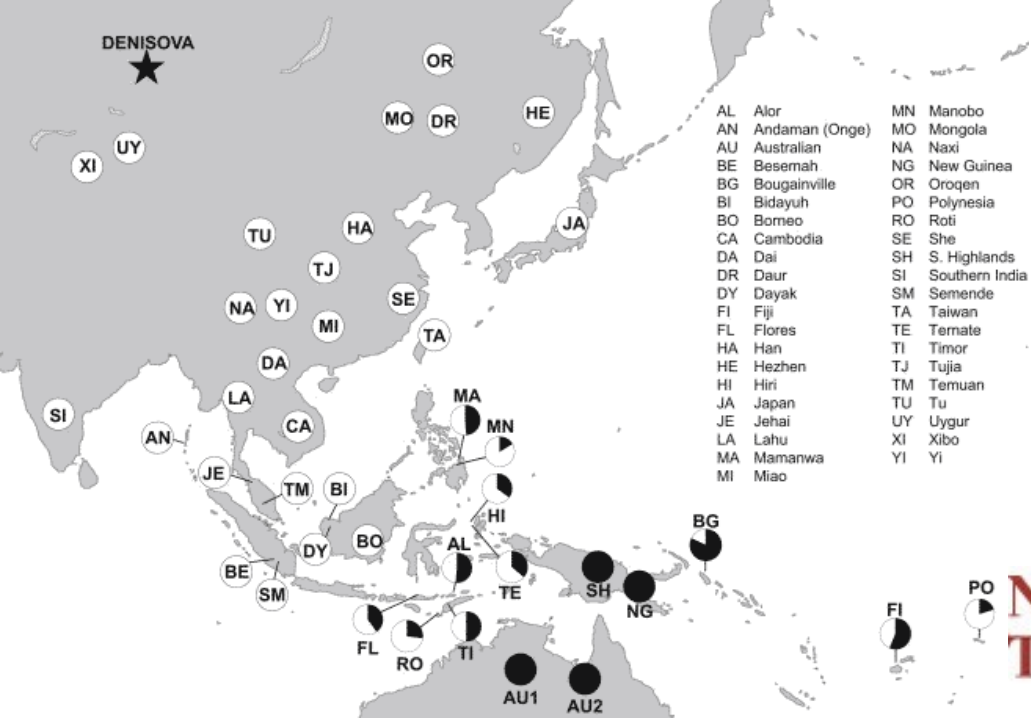 DENISOVA
OR
MO
DR
HE
UY
XI
TU
HA
JA
TJ
NA
YI
SE
MI
TA
DA
LA
SI
CA
MA
MN
AN
JE
TM
BI
HI
BG
DY
BO
AL
BE
SM
TE
SH
NG
PO
FI
FL
RO
TI
AU1
AU2
AL Alor
AN Andaman (Onge)
AU Australian
BE Besemah
BG Bougainville
BI Bidayuh
BO Borneo
CA Cambodia
DA Dai
DR Daur
DY Dayak
FI Fiji
FL Flores
HA Han
HE Hezhen
HI Hiri
JA Japan
JE Jehai
LA Lahu
MA Mamanwa
MI Miao
MN Manobo
MO Mongola
NA Naxi
NG New Guinea
OR Oroqen
PO Polynesia
RO Roti
SE She
SH S. Highlands
SI Southern India
SM Semende
TA Taiwan
TE Ternate
TI Timor
TJ Tujia
TM Temuan
TU Tu
UY Uygur
XI Xibo
YI Yi